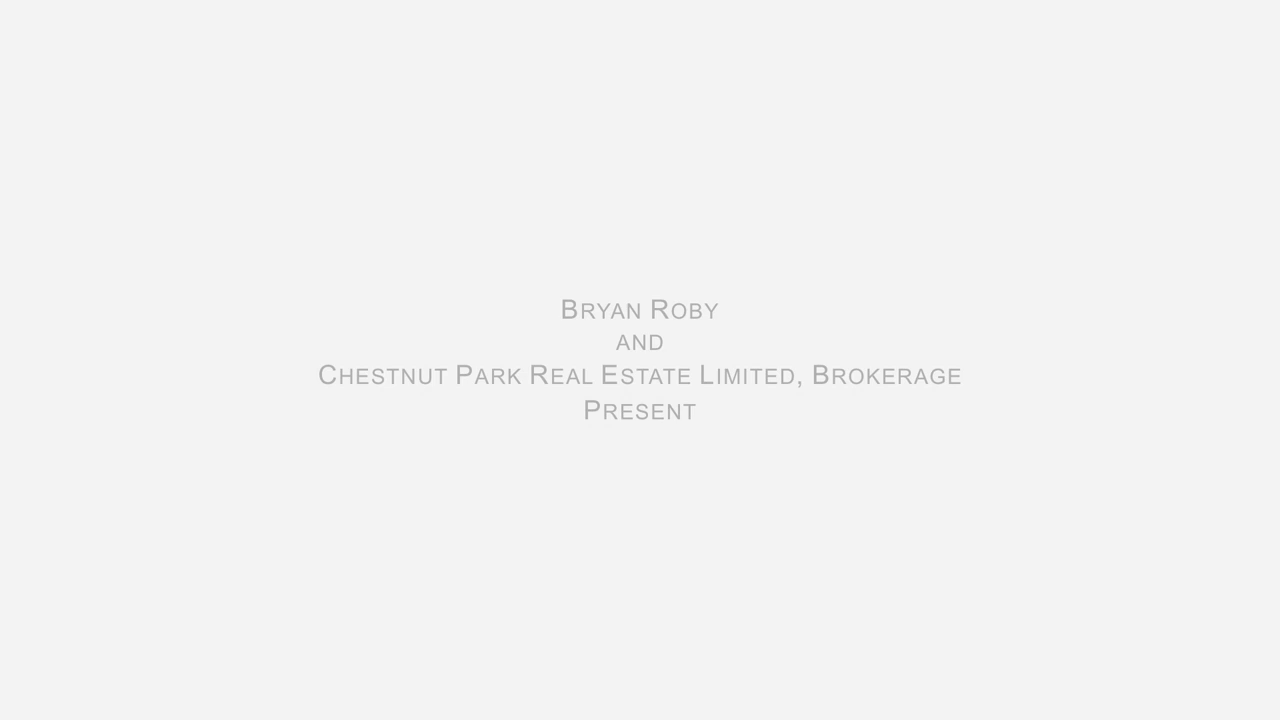 Bryan Roby
and
Chestnut Park Real Estate Limited, Brokerage
Present